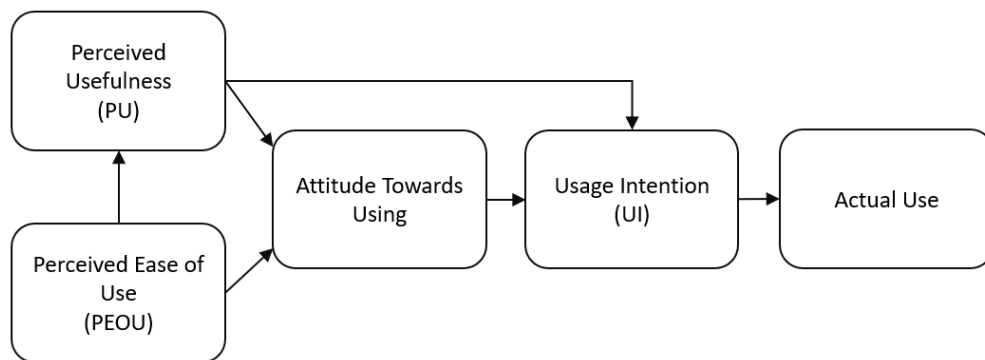 Perceived
Usefulness
(PU)
Attitude Towards
Using
Usage Intention
(UI)
Actual Use
Perceived Ease of
Use
(PEOU)